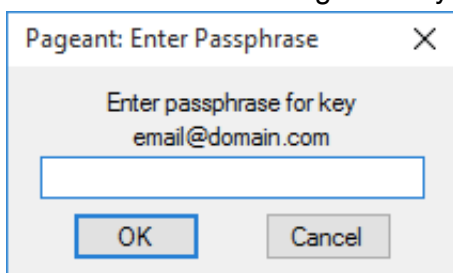 Pageant: Enter Passphrase
Enter passphrase for key
email@domain.com
OK
Cancel